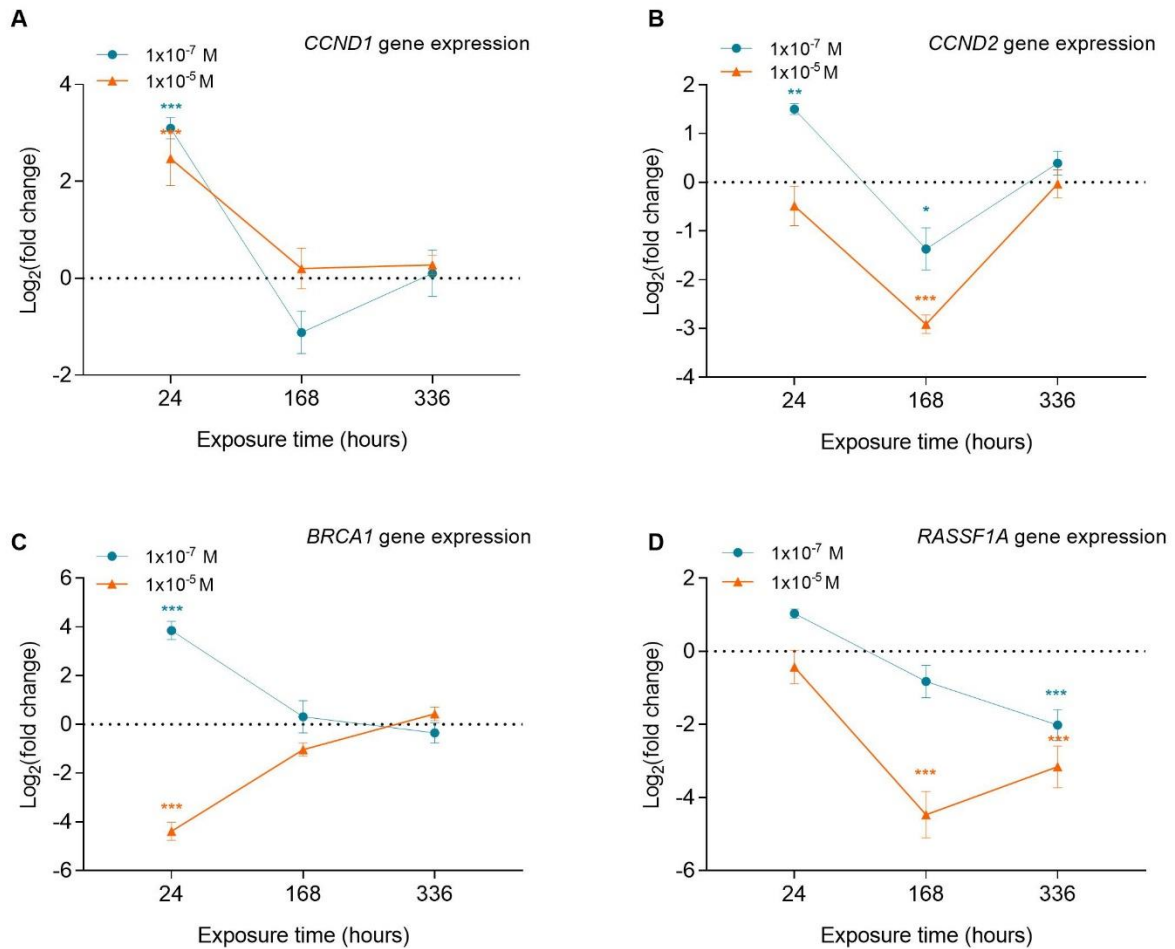 A
CCND1 gene expression
1x10⁻⁷ M
1x10⁻⁵ M
Log₂(fold change)
4
2
0
-2
***
***
24
168
336
Exposure time (hours)
B
CCND2 gene expression
1x10⁻⁷ M
1x10⁻⁵ M
Log₂(fold change)
2
1
0
-1
-2
-3
-4
**
*
***
24
168
336
Exposure time (hours)
C
BRCA1 gene expression
1x10⁻⁷ M
1x10⁻⁵ M
Log₂(fold change)
6
4
2
0
-2
-4
-6
***
***
24
168
336
Exposure time (hours)
D
RASSF1A gene expression
1x10⁻⁷ M
1x10⁻⁵ M
Log₂(fold change)
2
0
-2
-4
-6
***
***
***
24
168
336
Exposure time (hours)